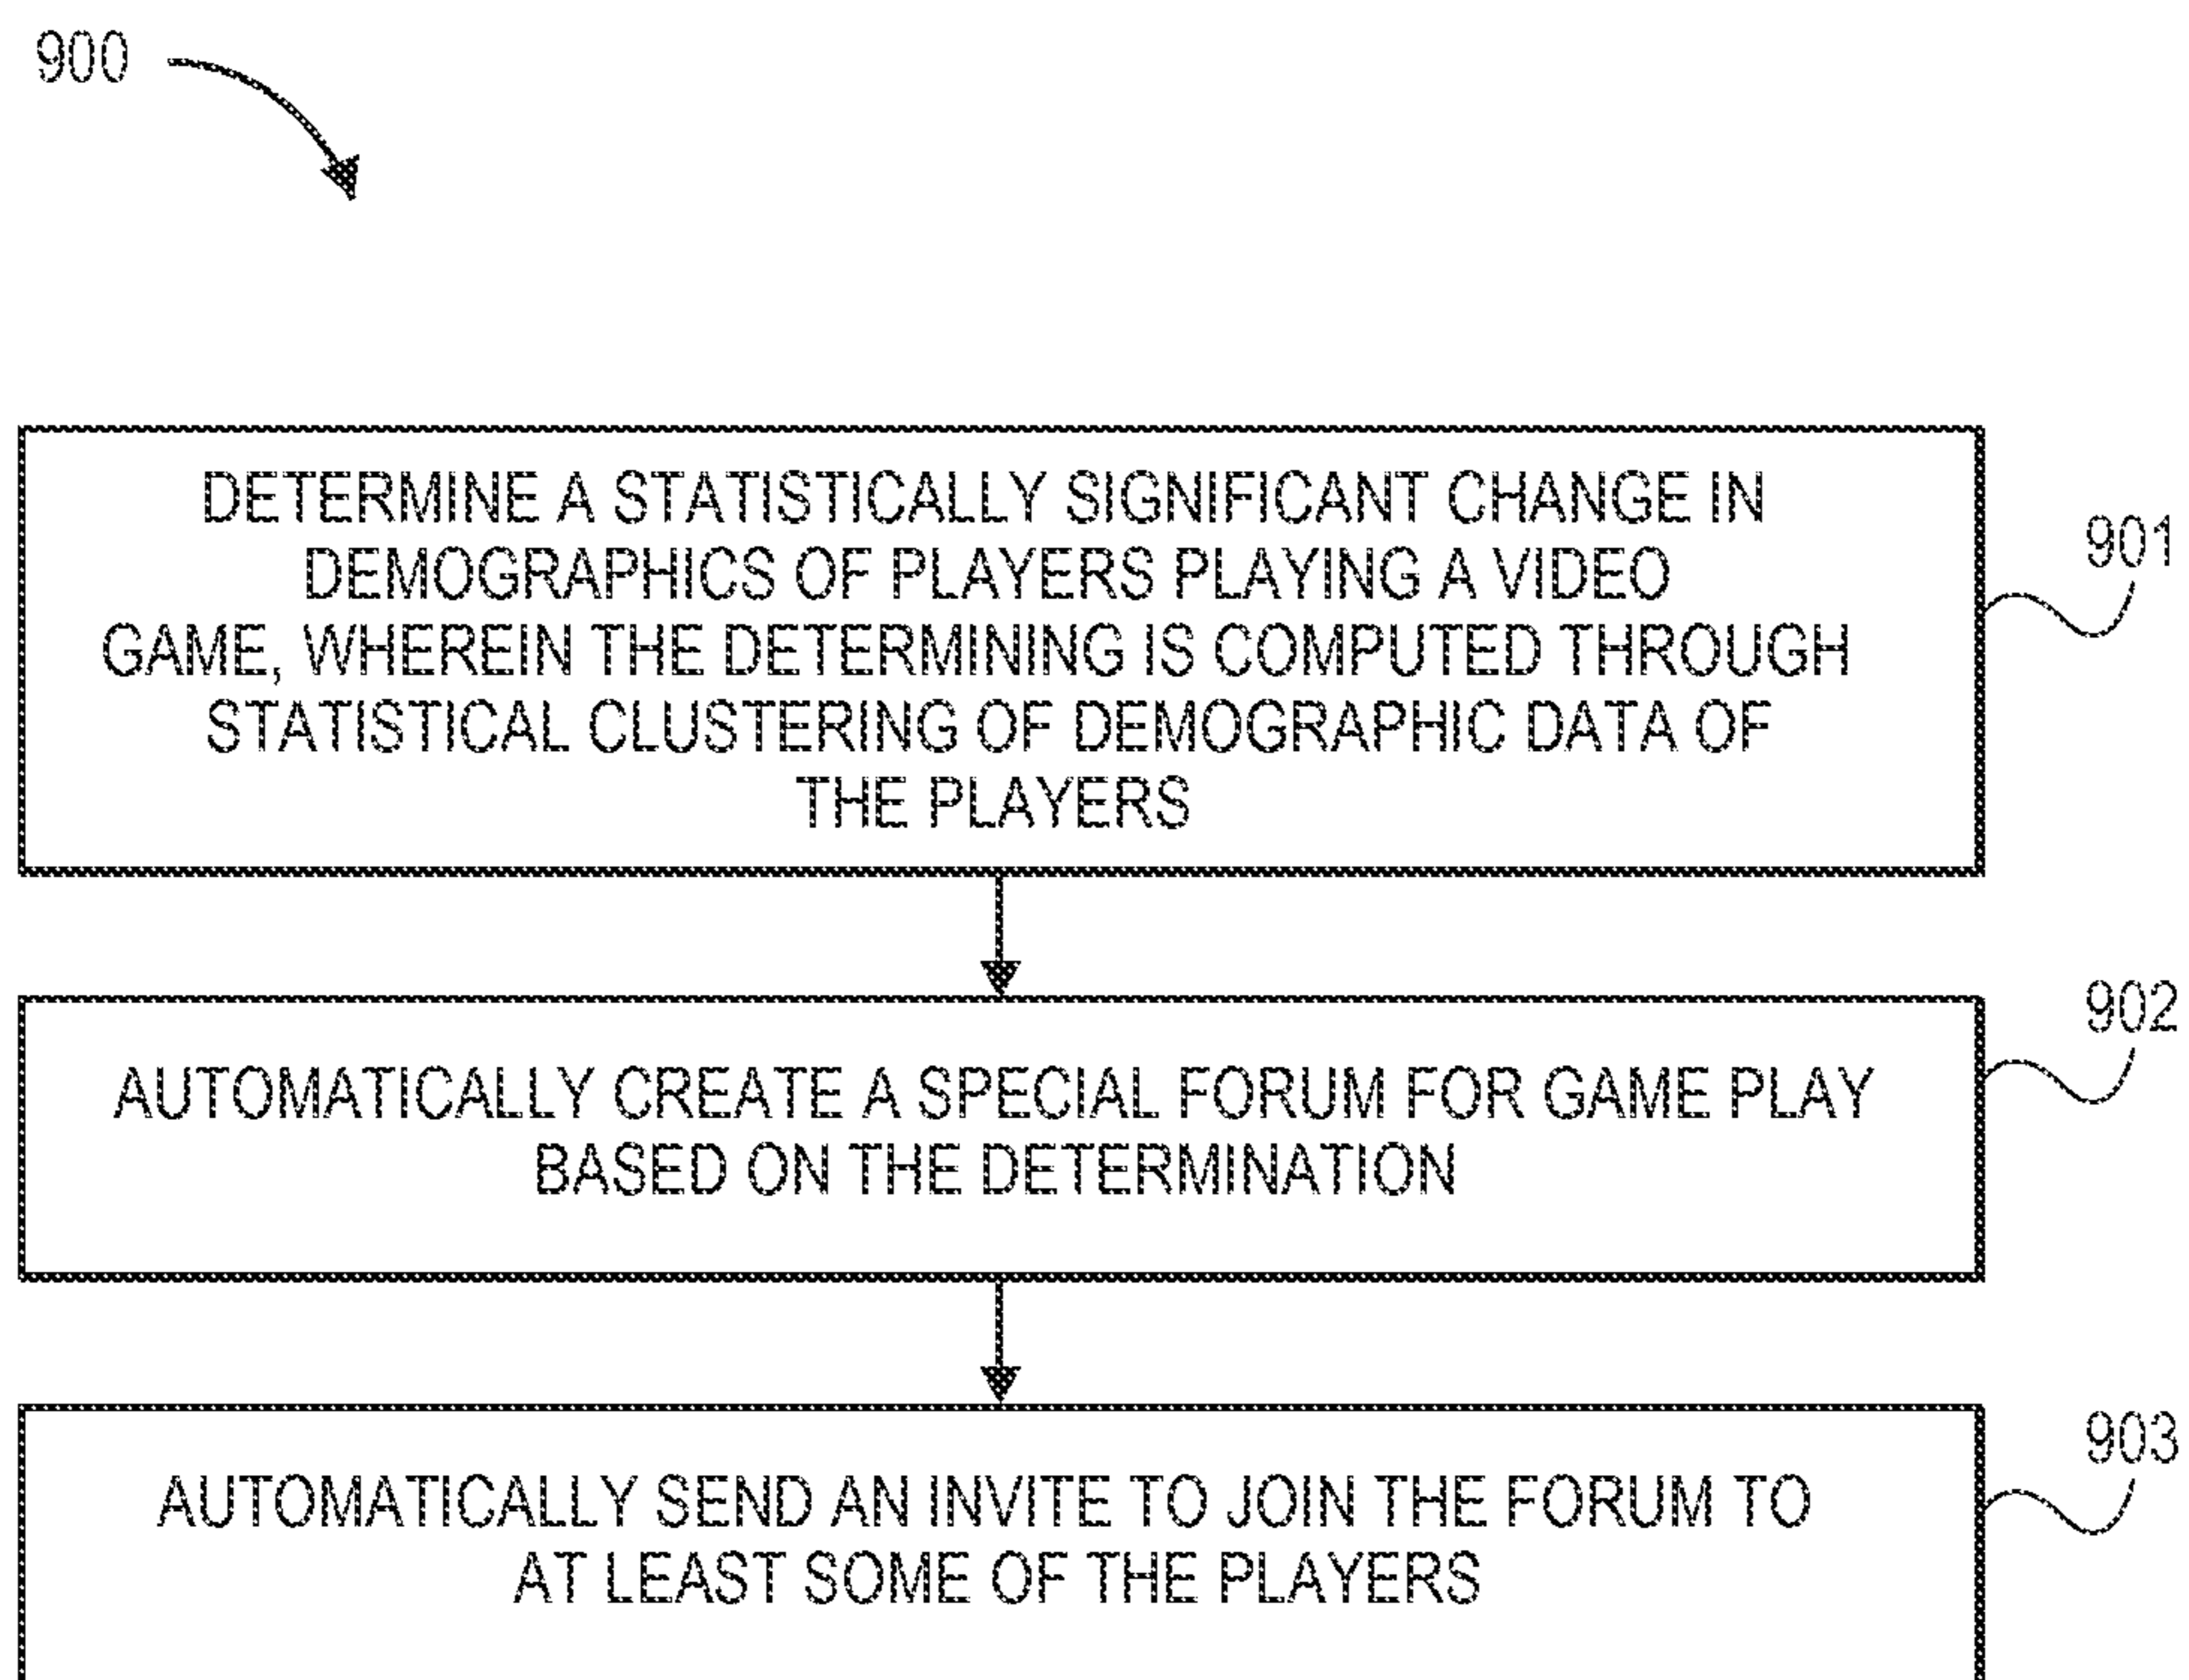 900
DETERMINE A STATISTICALLY SIGNIFICANT CHANGE IN
DEMOGRAPHICS OF PLAYERS PLAYING A VIDEO
GAME, WHEREIN THE DETERMINING IS COMPUTED THROUGH
STATISTICAL CLUSTERING OF DEMOGRAPHIC DATA OF
THE PLAYERS
901
AUTOMATICALLY CREATE A SPECIAL FORUM FOR GAME PLAY
BASED ON THE DETERMINATION
902
AUTOMATICALLY SEND AN INVITE TO JOIN THE FORUM TO
AT LEAST SOME OF THE PLAYERS
903